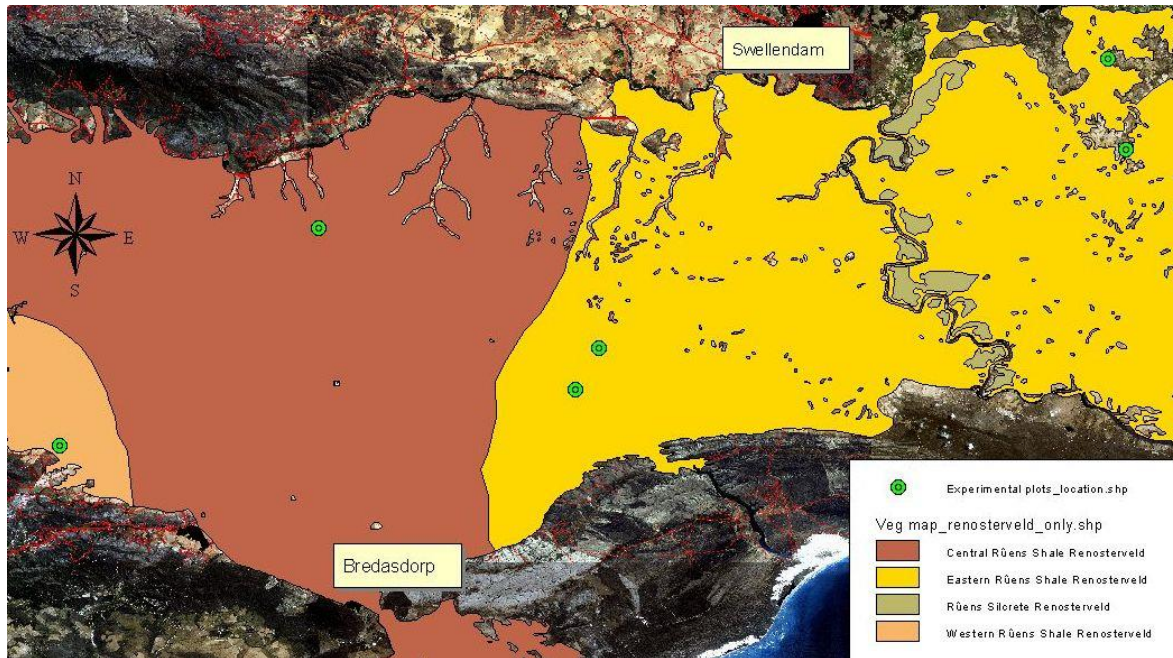 Swellendam
N
W E
S
Bredasdorp
Experimental plots_location.shp
Veg map_renosterveld_only.shp
Central Rûens Shale Renosterveld
Eastern Rûens Shale Renosterveld
Rûens Silcrete Renosterveld
Western Rûens Shale Renosterveld